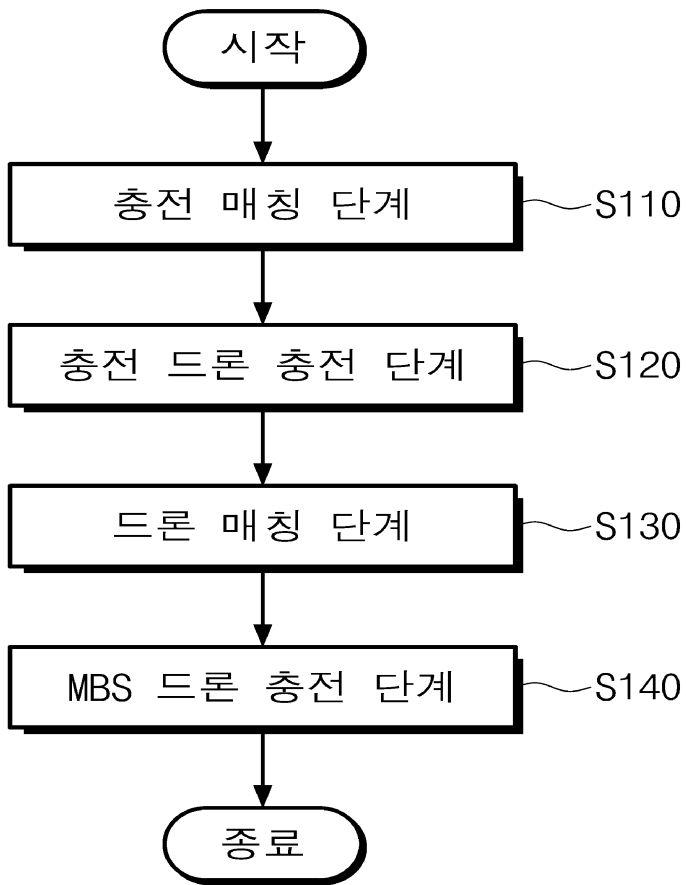 시작
충전 매칭 단계
S110
충전 드론 충전 단계
S120
드론 매칭 단계
S130
MBS 드론 충전 단계
S140
종료